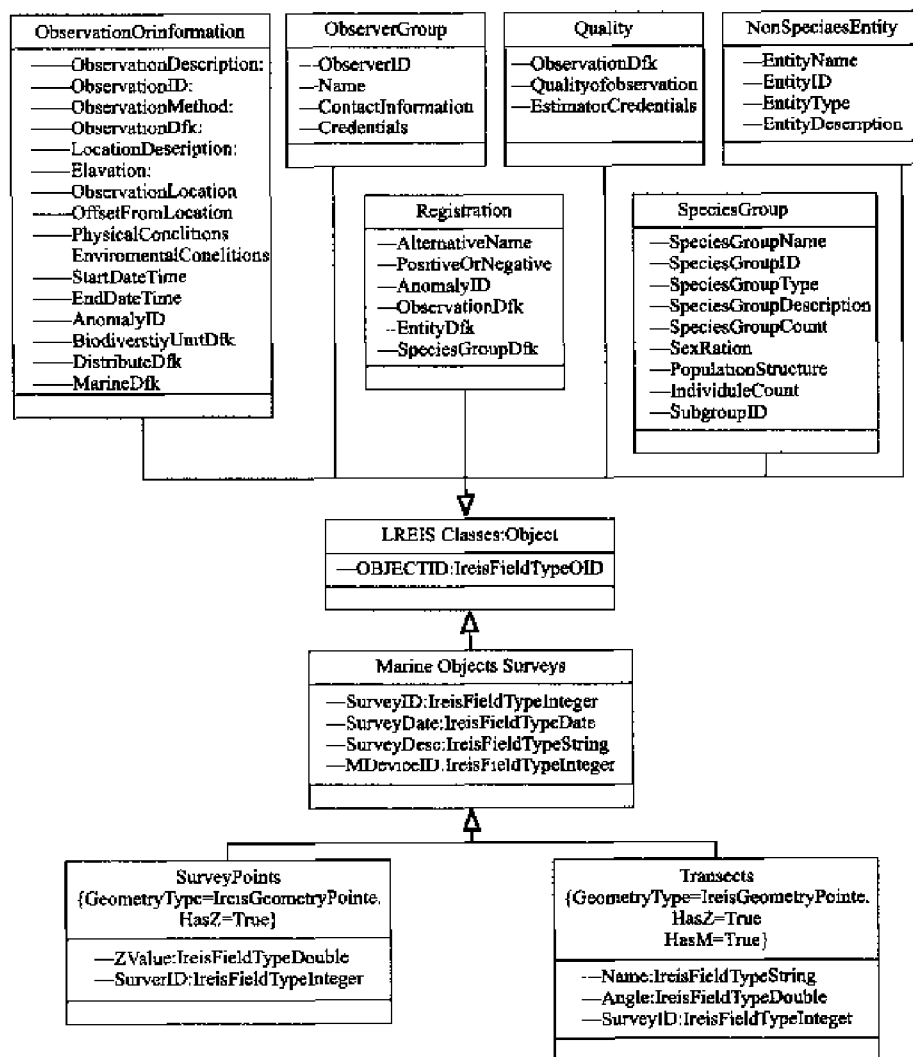 ObservationOrinformation
—ObservationDescription:
—ObservationID:
—ObservationMethod:
—ObservationDfk:
—LocationDeseription:
—Elavation:
—ObservationLocation
—OffsetFromLocation
—PhysicalConclitions
EnviromentalConelitions
—StartDateTime
—EndDateTime
—AnomalyID
—BiodiverstiyUnitDfk
—DistributeDfk
—MarineDfk
ObserverGroup
—ObserverID
—Name
—ContactInformation
—Credentials
Quality
—ObservationDfk
—Qualityofobservation
—EstimatorCredentials
NonSpeciaesEntity
—EntityName
—EntityID
—EntityType
—EntityDescription
Registration
—AlternativeName
—PositiveOrNegative
—AnomalyID
—ObservationDfk
--EntityDfk
—SpeciesGroupDfk
SpeciesGroup
—SpeciesGroupName
—SpeciesGroupID
—SpeciesGroupType
—SpeciesGroupDescription
—SpeciesGroupCount
—SexRation
—PopulationStructure
—IndividuleCount
—SubgroupID
LREIS Classes:Object
—OBJECTID:IreisFieldTypeOID
Marine Objects Surveys
—SurveyID:IreisFieldTypeInteger
—SurveyDate:IreisFieldTypeDate
—SurveyDesc:IreisFieldTypeString
—MDeviceID.IreisFieldTypeInteger
SurveyPoints
{GeometryType=IreisGeometryPointe.
HasZ=True}
—ZValue:IreisFieldTypeDouble
—SurverID:IreisFieldTypeInteger
Transects
{GeometryType=IreisGeometryPointe.
HasZ=True
HasM=True}
—Name:IreisFieldTypeString
—Angle:IreisFieldTypeDouble
—SurveyID:IreisFieldTypeInteget